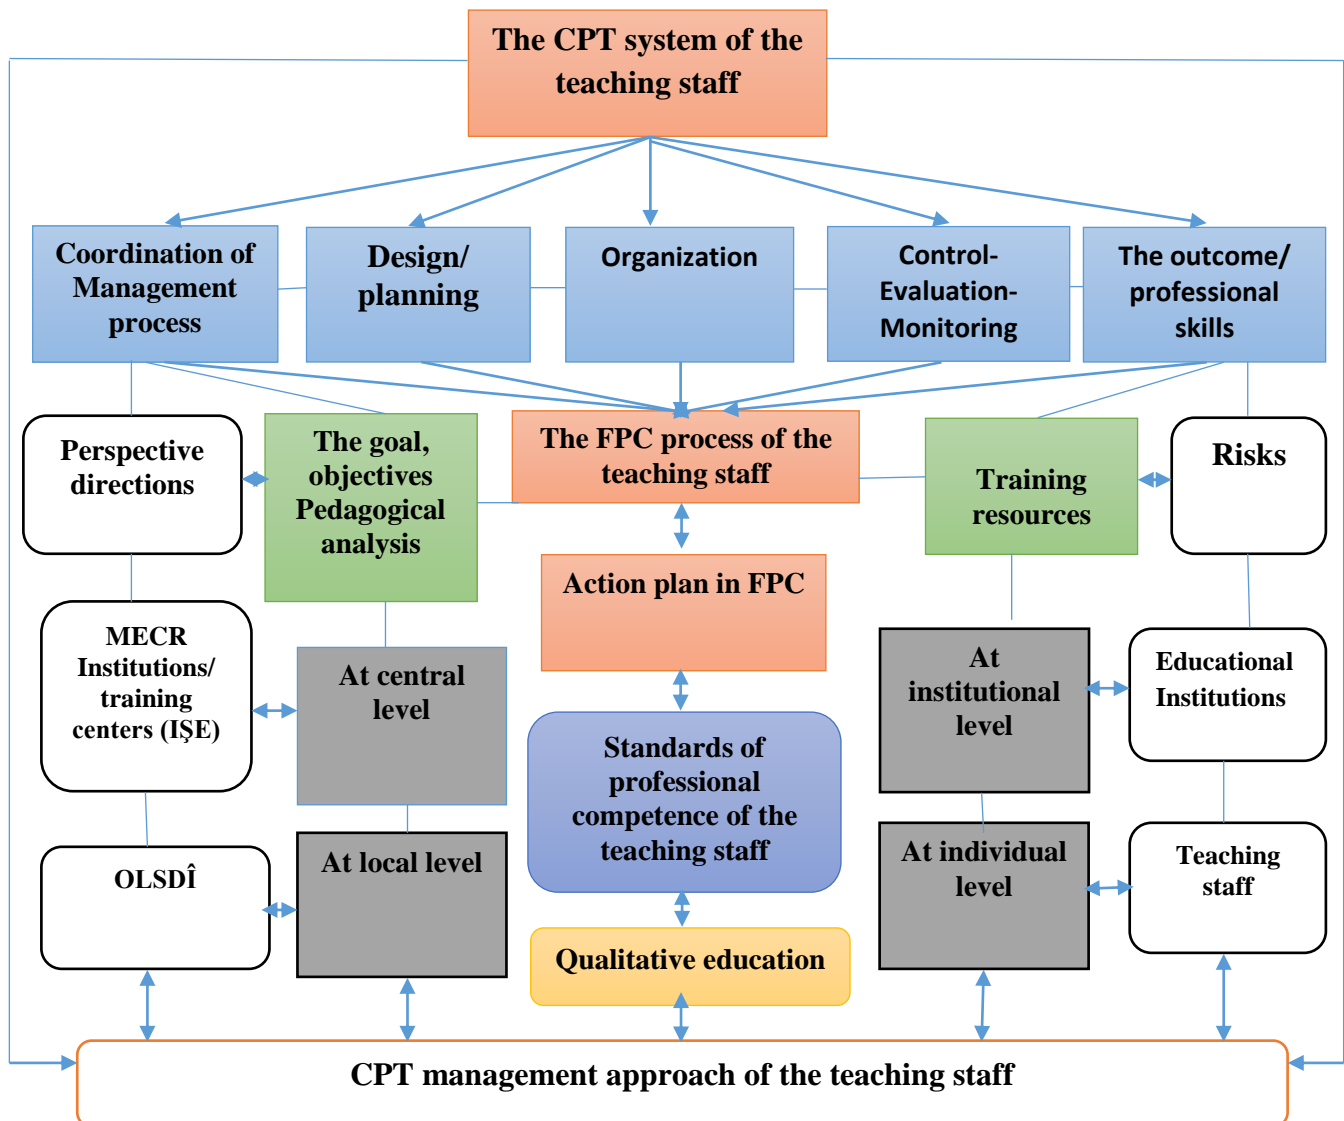 The CPT system of the
teaching staff
Coordination of
Management
process
Design/
planning
Organization
Control-
Evaluation-
Monitoring
The outcome/
professional
skills
Perspective
directions
The goal,
objectives
Pedagogical
analysis
The FPC process of the
teaching staff
Training
resources
Risks
Action plan in FPC
MECR
Institutions/
training
centers (IŞE)
At central
level
At
institutional
level
Educational
Institutions
Standards of
professional
competence of the
teaching staff
OLSDÎ
At local level
At individual
level
Teaching
staff
Qualitative education
CPT management approach of the teaching staff